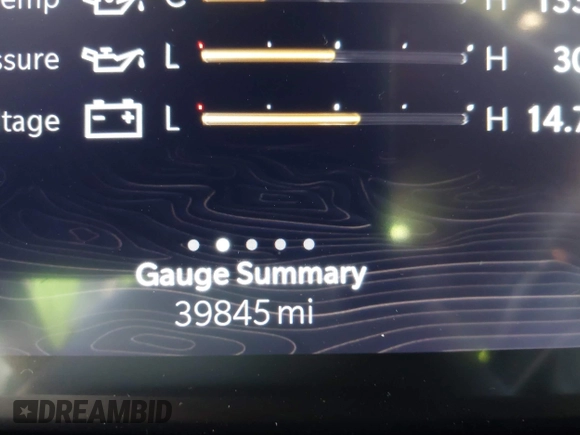 C H
ssure L H 30
tage L H 14.7
Gauge Summary
39845 mi
DREAMBID